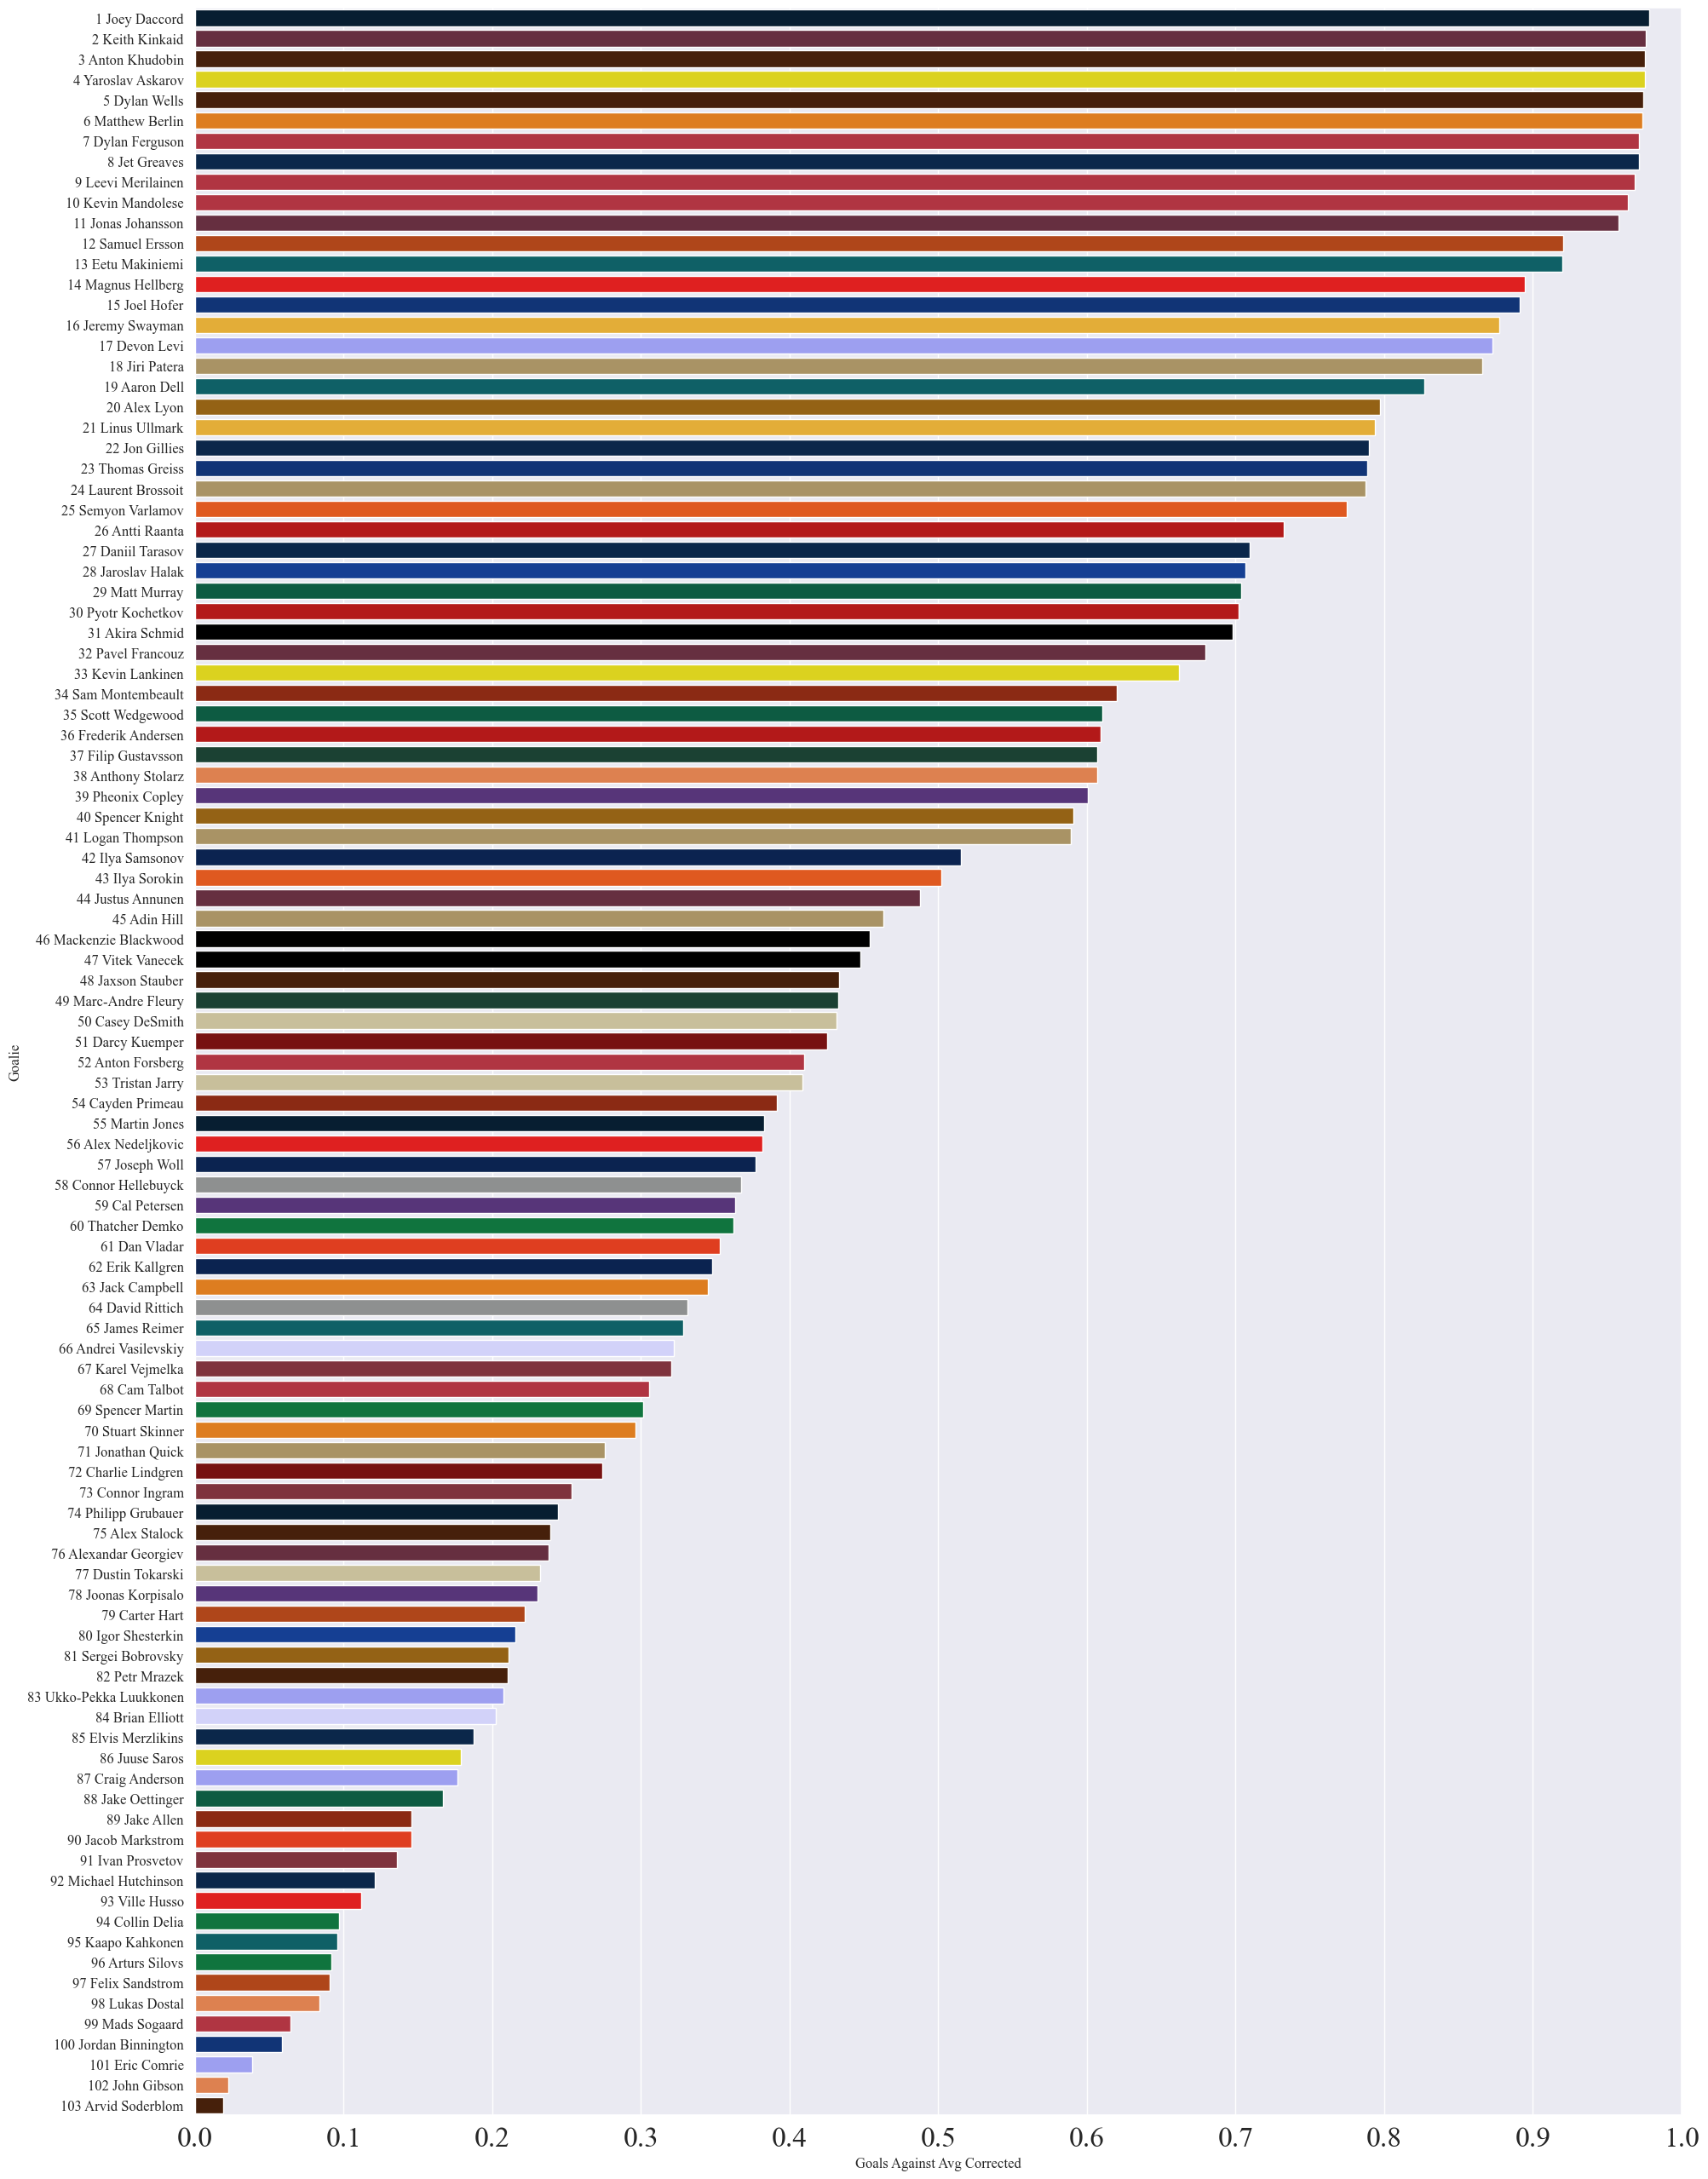 1 Joey Daccord
2 Keith Kinkaid
3 Anton Khudobin
4 Yaroslav Askarov
5 Dylan Wells
6 Matthew Berlin
7 Dylan Ferguson
8 Jet Greaves
9 Leevi Merilainen
10 Kevin Mandolese
11 Jonas Johansson
12 Samuel Ersson
13 Eetu Makiniemi
14 Magnus Hellberg
15 Joel Hofer
16 Jeremy Swayman
17 Devon Levi
18 Jiri Patera
19 Aaron Dell
20 Alex Lyon
21 Linus Ullmark
22 Jon Gillies
23 Thomas Greiss
24 Laurent Brossoit
25 Semyon Varlamov
26 Antti Raanta
27 Daniil Tarasov
28 Jaroslav Halak
29 Matt Murray
30 Pyotr Kochetkov
31 Akira Schmid
32 Pavel Francouz
33 Kevin Lankinen
34 Sam Montembeault
35 Scott Wedgewood
36 Frederik Andersen
37 Filip Gustavsson
38 Anthony Stolarz
39 Pheonix Copley
40 Spencer Knight
41 Logan Thompson
42 Ilya Samsonov
43 Ilya Sorokin
44 Justus Annunen
45 Adin Hill
46 Mackenzie Blackwood
47 Vitek Vanecek
48 Jaxson Stauber
49 Marc-Andre Fleury
50 Casey DeSmith
51 Darcy Kuemper
52 Anton Forsberg
53 Tristan Jarry
54 Cayden Primeau
55 Martin Jones
56 Alex Nedeljkovic
57 Joseph Woll
58 Connor Hellebuyck
59 Cal Petersen
60 Thatcher Demko
61 Dan Vladar
62 Erik Kallgren
63 Jack Campbell
64 David Rittich
65 James Reimer
66 Andrei Vasilevskiy
67 Karel Vejmelka
68 Cam Talbot
69 Spencer Martin
70 Stuart Skinner
71 Jonathan Quick
72 Charlie Lindgren
73 Connor Ingram
74 Philipp Grubauer
75 Alex Stalock
76 Alexandar Georgiev
77 Dustin Tokarski
78 Joonas Korpisalo
79 Carter Hart
80 Igor Shesterkin
81 Sergei Bobrovsky
82 Petr Mrazek
83 Ukko-Pekka Luukkonen
84 Brian Elliott
85 Elvis Merzlikins
86 Juuse Saros
87 Craig Anderson
88 Jake Oettinger
89 Jake Allen
90 Jacob Markstrom
91 Ivan Prosvetov
92 Michael Hutchinson
93 Ville Husso
94 Collin Delia
95 Kaapo Kahkonen
96 Arturs Silovs
97 Felix Sandstrom
98 Lukas Dostal
99 Mads Sogaard
100 Jordan Binnington
101 Eric Comrie
102 John Gibson
103 Arvid Soderblom
Goalie
0.0 0.1 0.2 0.3 0.4 0.5 0.6 0.7 0.8 0.9 1.0
Goals Against Avg Corrected